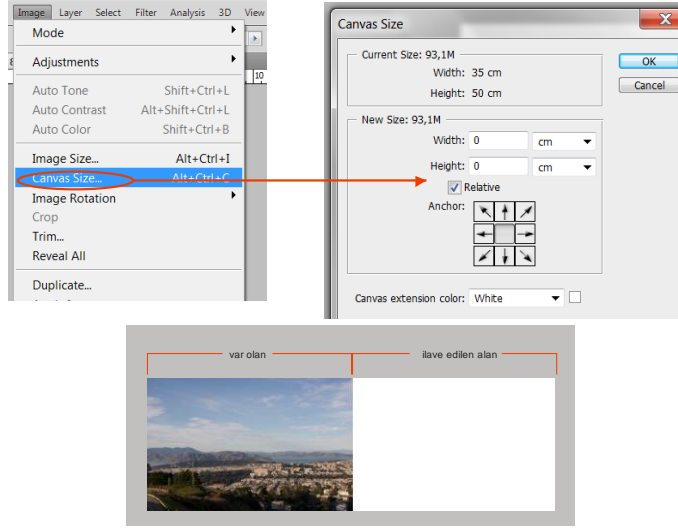 Image Layer Select Filter Analysis 3D View
Mode
Adjustments
Auto Tone Shift+Ctrl+L
Auto Contrast Alt+Shift+Ctrl+L
Auto Color Shift+Ctrl+B
Image Size... Alt+Ctrl+I
Canvas Size... Alt+Ctrl+C
Image Rotation
Crop
Trim...
Reveal All
Duplicate...
10
Canvas Size
Current Size: 93,1M
Width: 35 cm
Height: 50 cm
New Size: 93,1M
Width: 0 cm
Height: 0 cm
Relative
Anchor:
Canvas extension color: White
OK
Cancel
var olan
ilave edilen alan